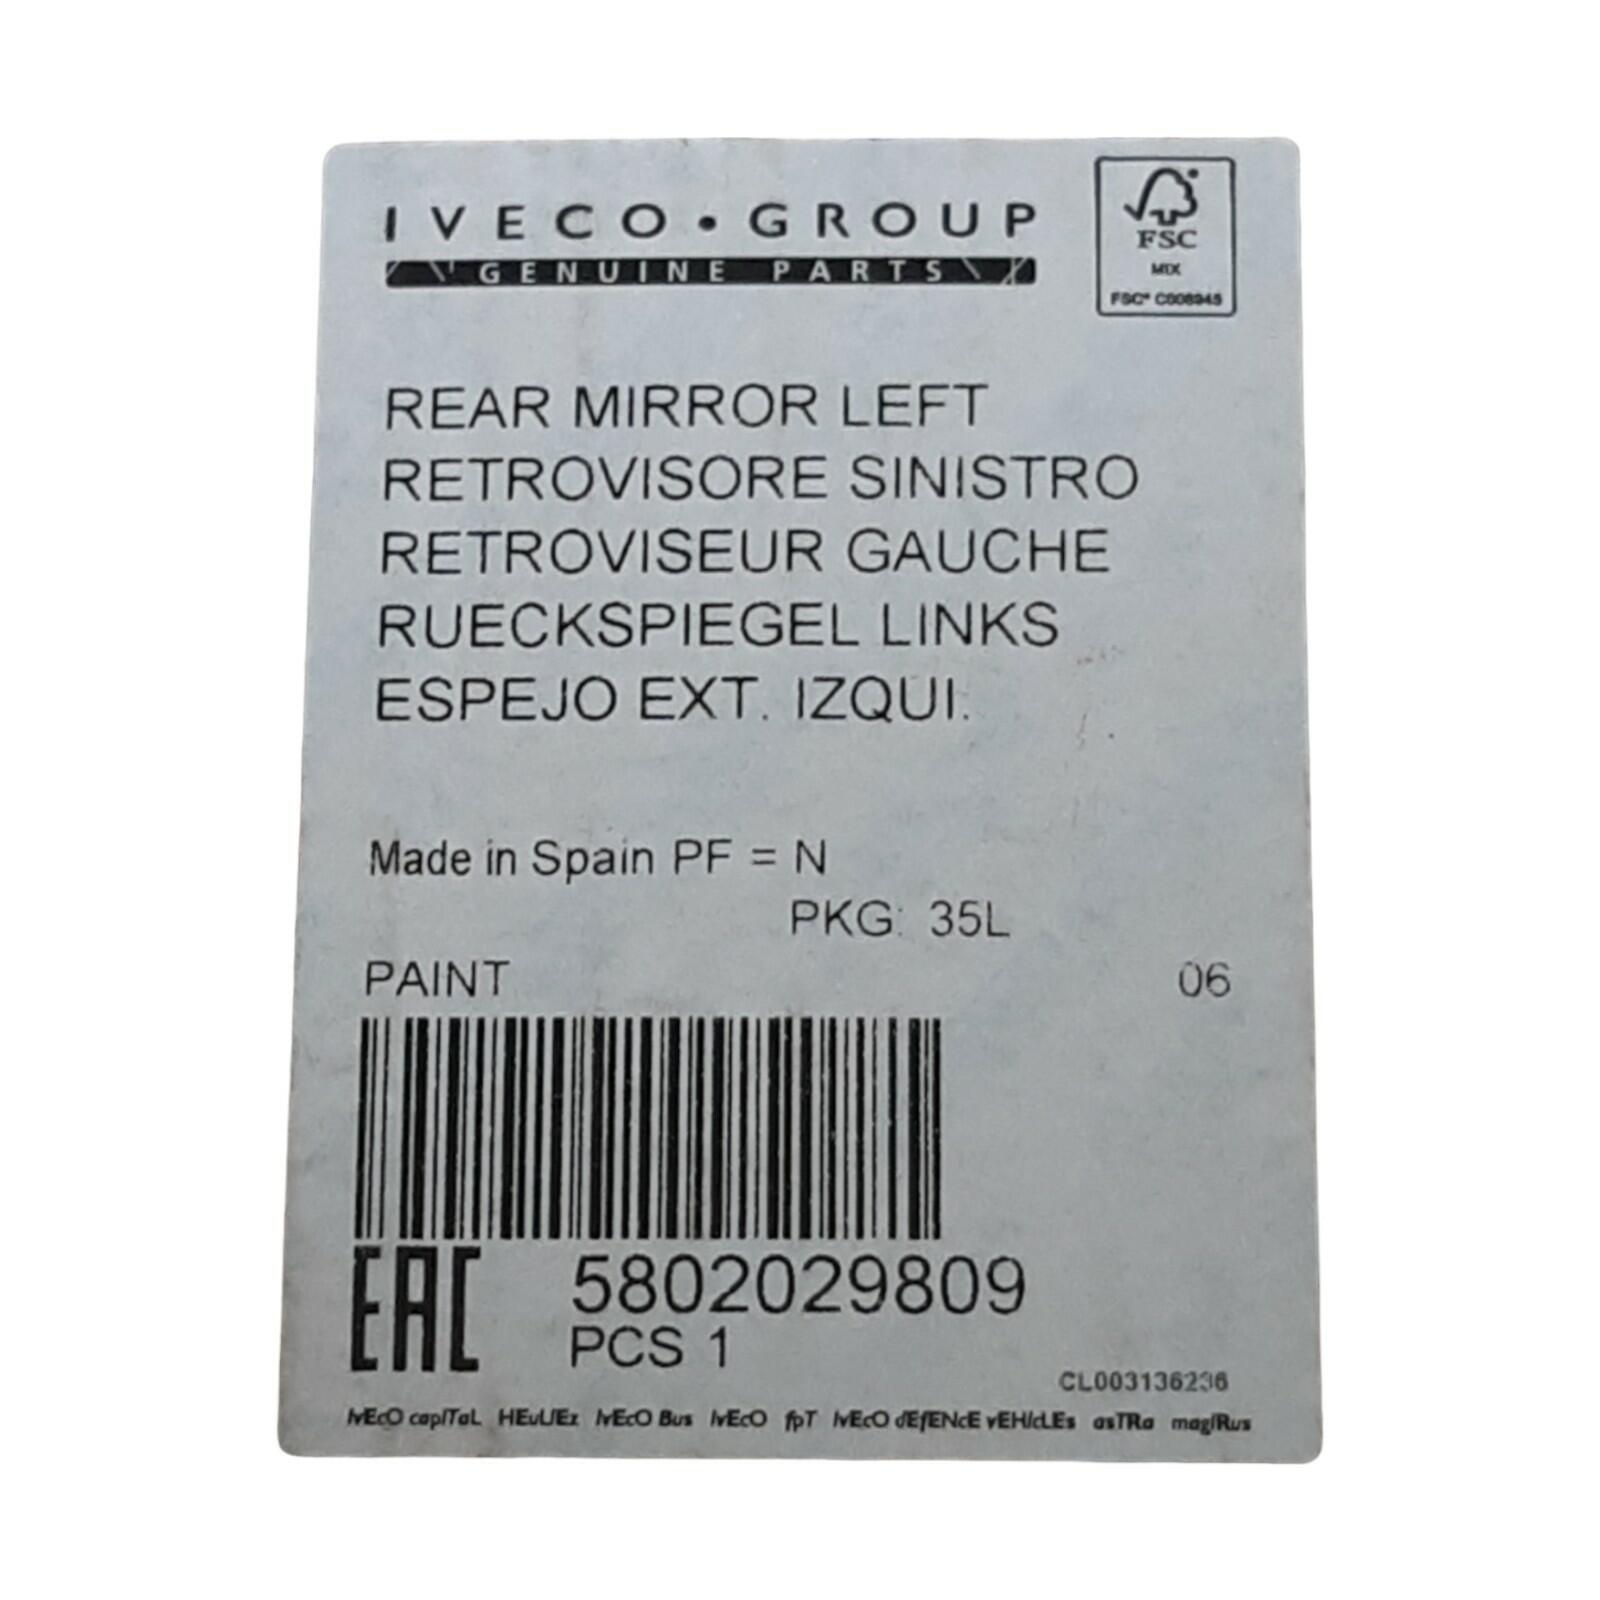 IVECO • GROUP
GENUINE PARTS
FSC
MIX
REAR MIRROR LEFT
RETROVISORE SINISTRO
RETROVISEUR GAUCHE
RUECKSPIEGEL LINKS
ESPEJO EXT. IZQUI.
Made in Spain PF = N
PKG: 35L
PAINT 06
EAC 5802029809
PCS 1
CL003136236
IvEcO capITaL HEuLIEz IvEcO Bus IvEcO fpT IvEcO dEfENcE vEHIcLEs asTRa magIRus